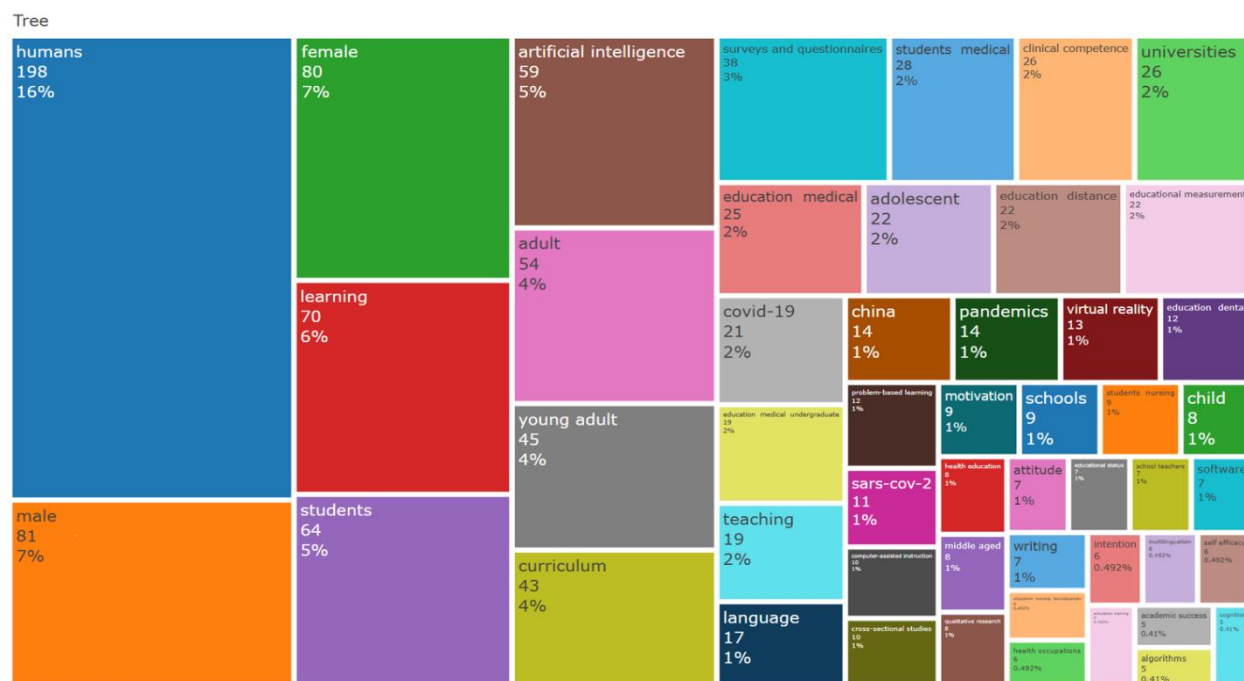 Tree
humans
198
16%
male
81
7%
female
80
7%
learning
70
6%
students
64
5%
artificial intelligence
59
5%
adult
54
4%
young adult
45
4%
curriculum
43
4%
surveys and questionnaires
38
3%
students medical
28
2%
clinical competence
26
2%
universities
26
2%
education medical
25
2%
adolescent
22
2%
education distance
22
2%
educational measurement
22
2%
covid-19
21
2%
education medical undergraduate
19
2%
teaching
19
2%
language
17
1%
china
14
1%
pandemics
14
1%
virtual reality
13
1%
education denta
12
1%
problem-based learning
12
1%
sars-cov-2
11
1%
computer-assisted instruction
10
1%
cross-sectional studies
10
1%
motivation
9
1%
schools
9
1%
students nursing
9
1%
child
8
1%
health education
8
1%
middle aged
8
1%
qualitative research
8
1%
attitude
7
1%
educational status
7
1%
school teachers
7
1%
software
7
1%
writing
7
1%
intention
6
0.492%
multilingualism
6
0.492%
self efficac
6
0.492%
health occupations
6
0.492%
academic success
5
0.41%
cognition
5
0.41%
algorithms
5
0.41%